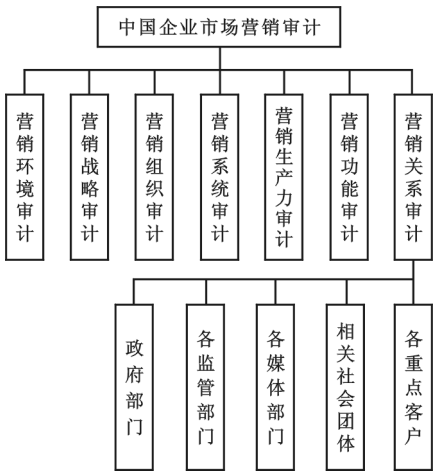 中国企业市场营销审计
营销环境审计
营销战略审计
营销组织审计
营销系统审计
营销生产力审计
营销功能审计
营销关系审计
政府部门
各监管部门
各媒体部门
相关社会团体
各重点客户